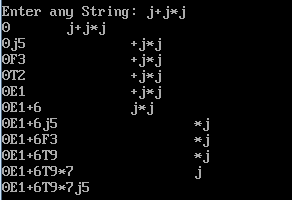 Enter any String: j+j*j
0 j+j*j
0j5 +j*j
0F3 +j*j
0T2 +j*j
0E1 +j*j
0E1+6 j*j
0E1+6j5 *j
0E1+6F3 *j
0E1+6T9 *j
0E1+6T9*7 j
0E1+6T9*7j5